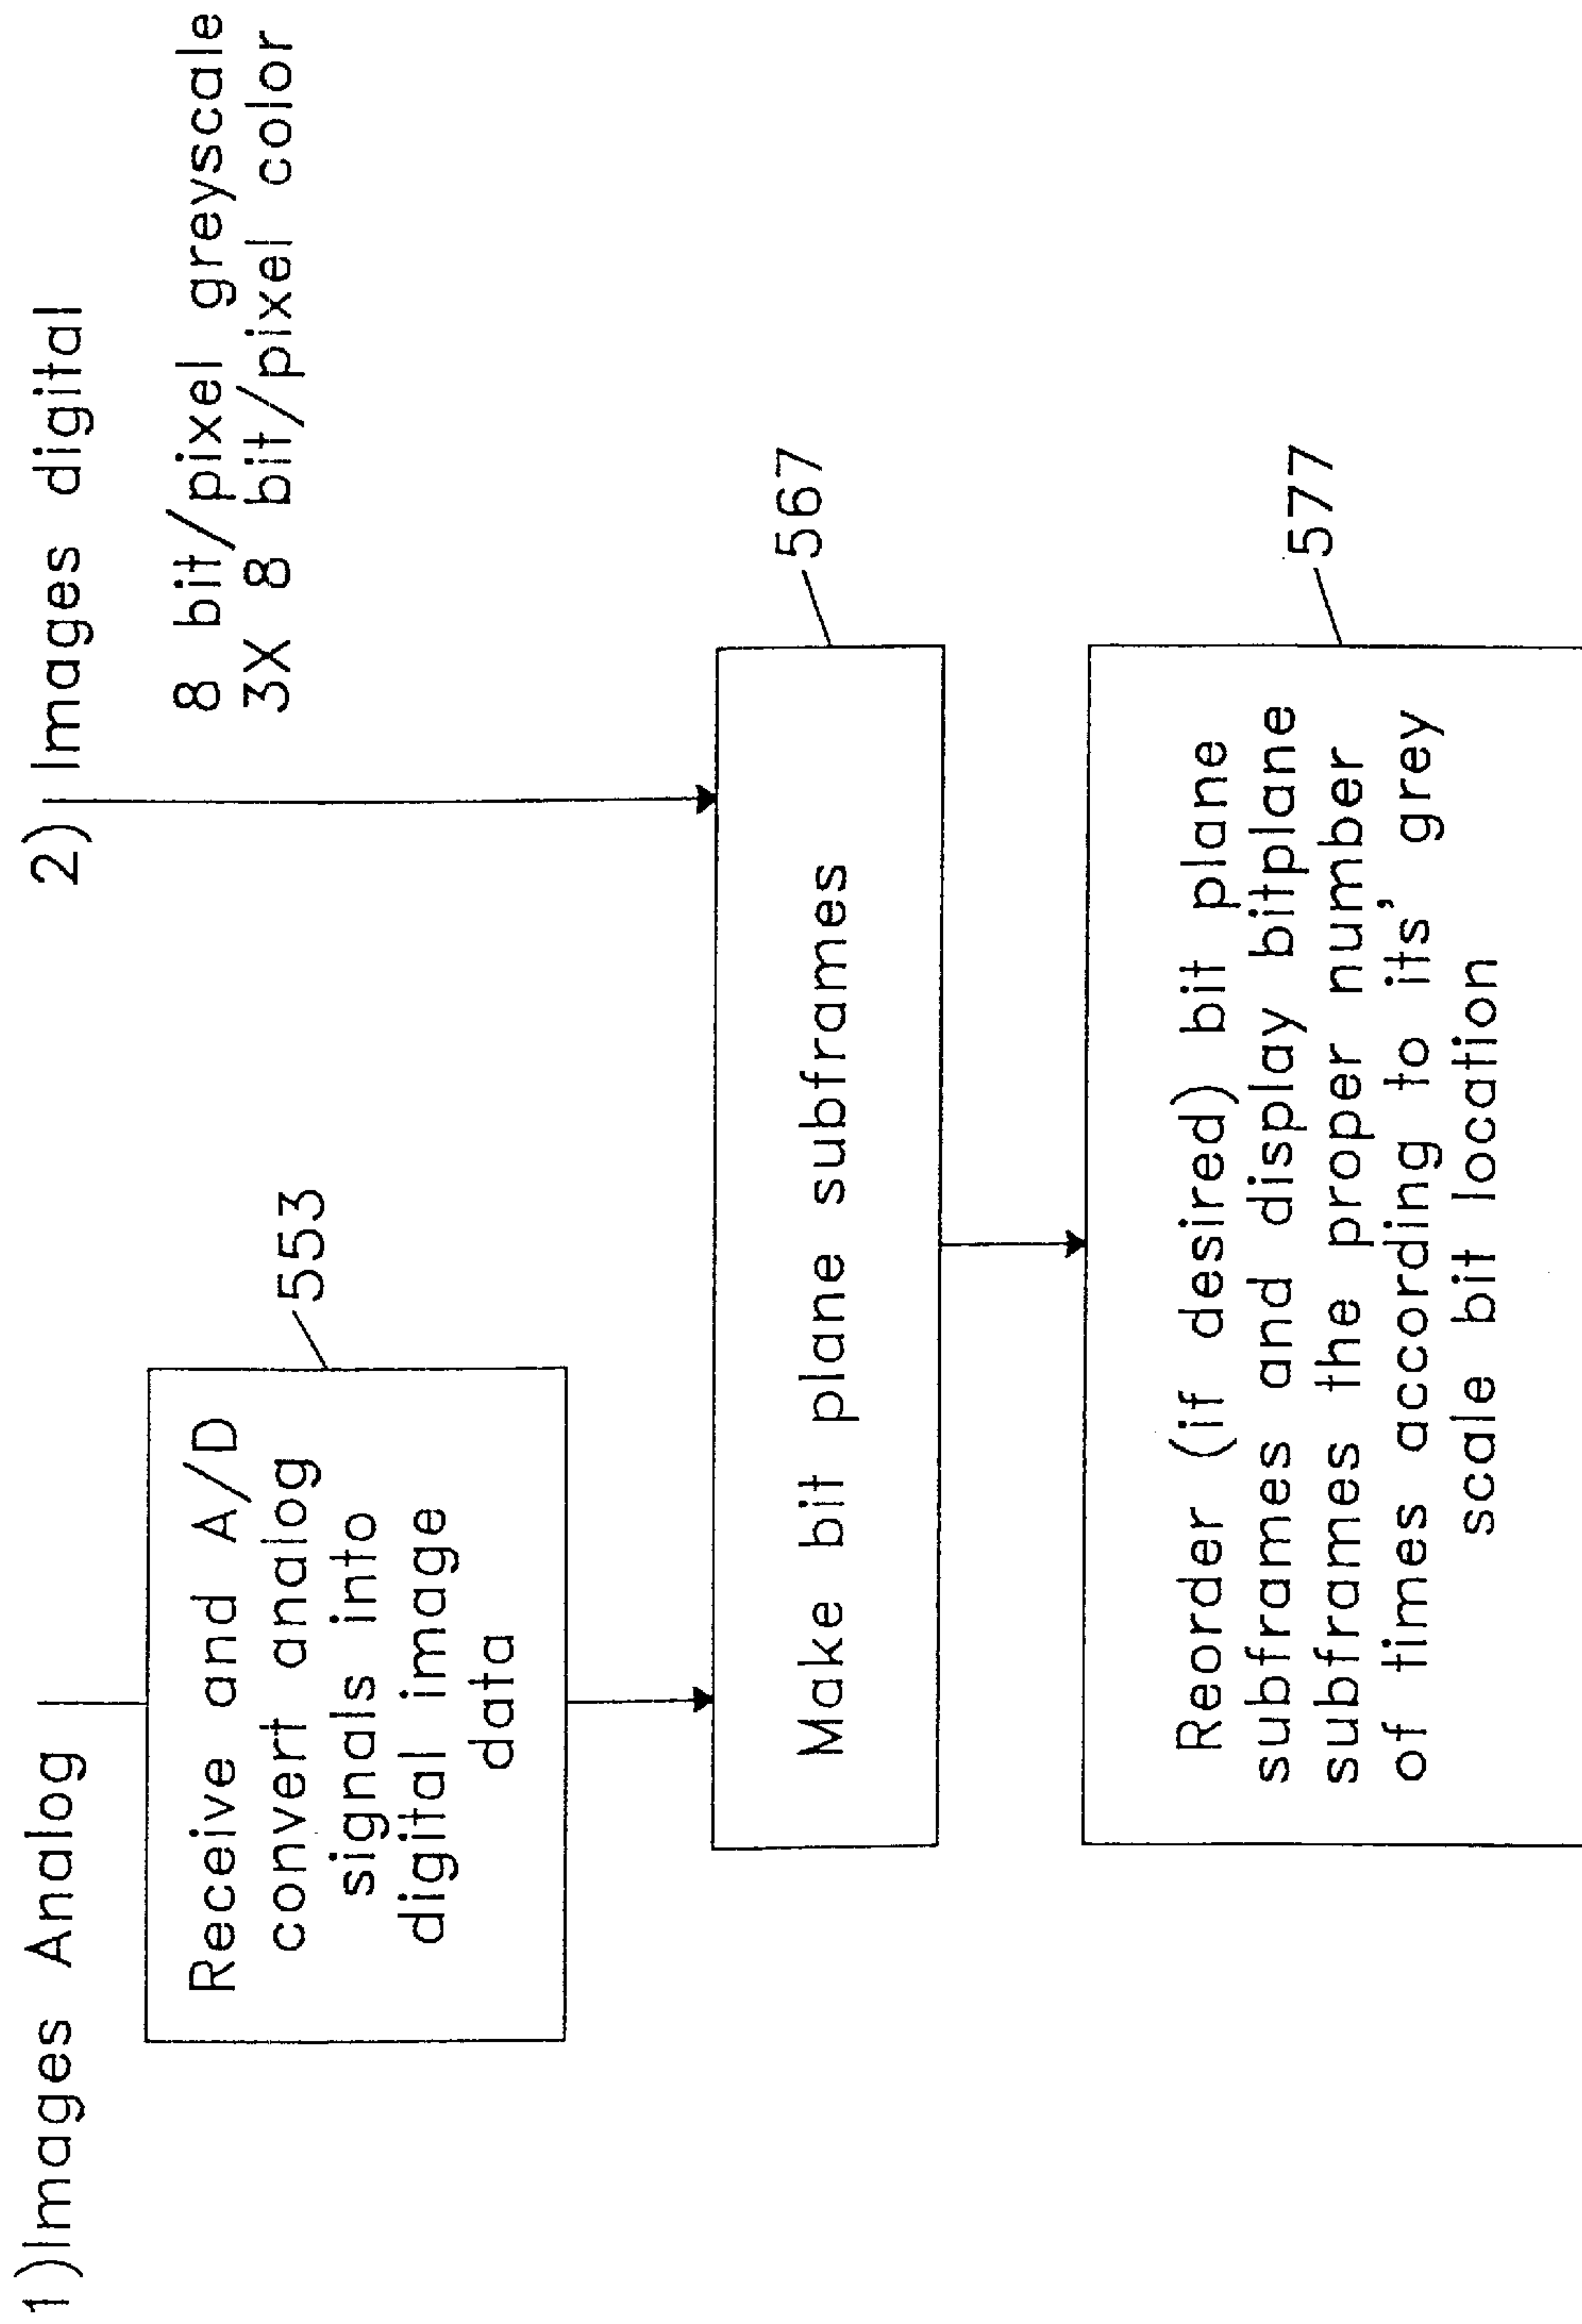 1)Images Analog
2) Images digital
8 bit/pixel greyscale
3X 8 bit/pixel color
Receive and A/D
convert analog
signals into
digital image
data
553
Make bit plane subframes
567
Reorder (if desired) bit plane
subframes and display bitplane
subframes the proper number
of times according to its' grey
scale bit location
577